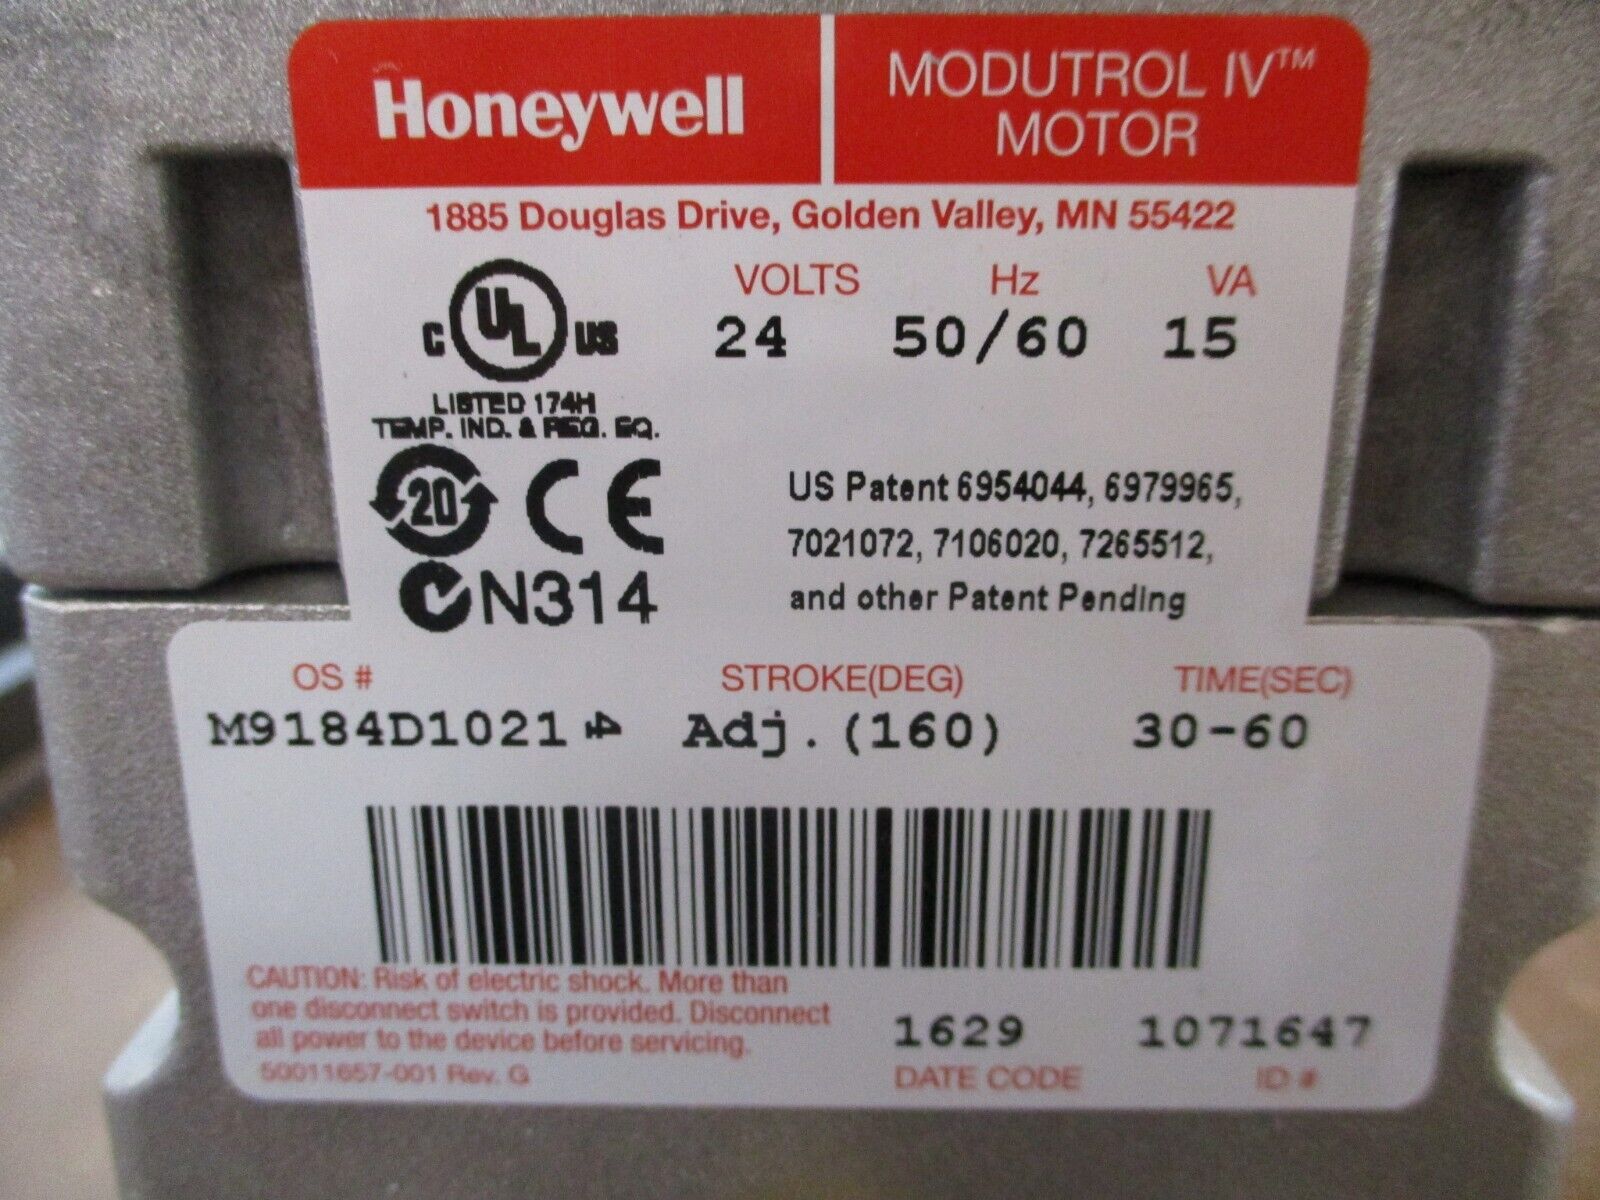 Honeywell
MODUTROL IV™
MOTOR
1885 Douglas Drive, Golden Valley, MN 55422
VOLTS Hz VA
24 50/60 15
C UL US
LISTED 174H
TEMP. IND. & REG. EQ.
20 CE
N314
US Patent 6954044, 6979965,
7021072, 7106020, 7265512,
and other Patent Pending
OS # STROKE(DEG) TIME(SEC)
M9184D1021 Adj.(160) 30-60
CAUTION: Risk of electric shock. More than
one disconnect switch is provided. Disconnect
all power to the device before servicing.
50011657-001 Rev. G
1629 1071647
DATE CODE ID #